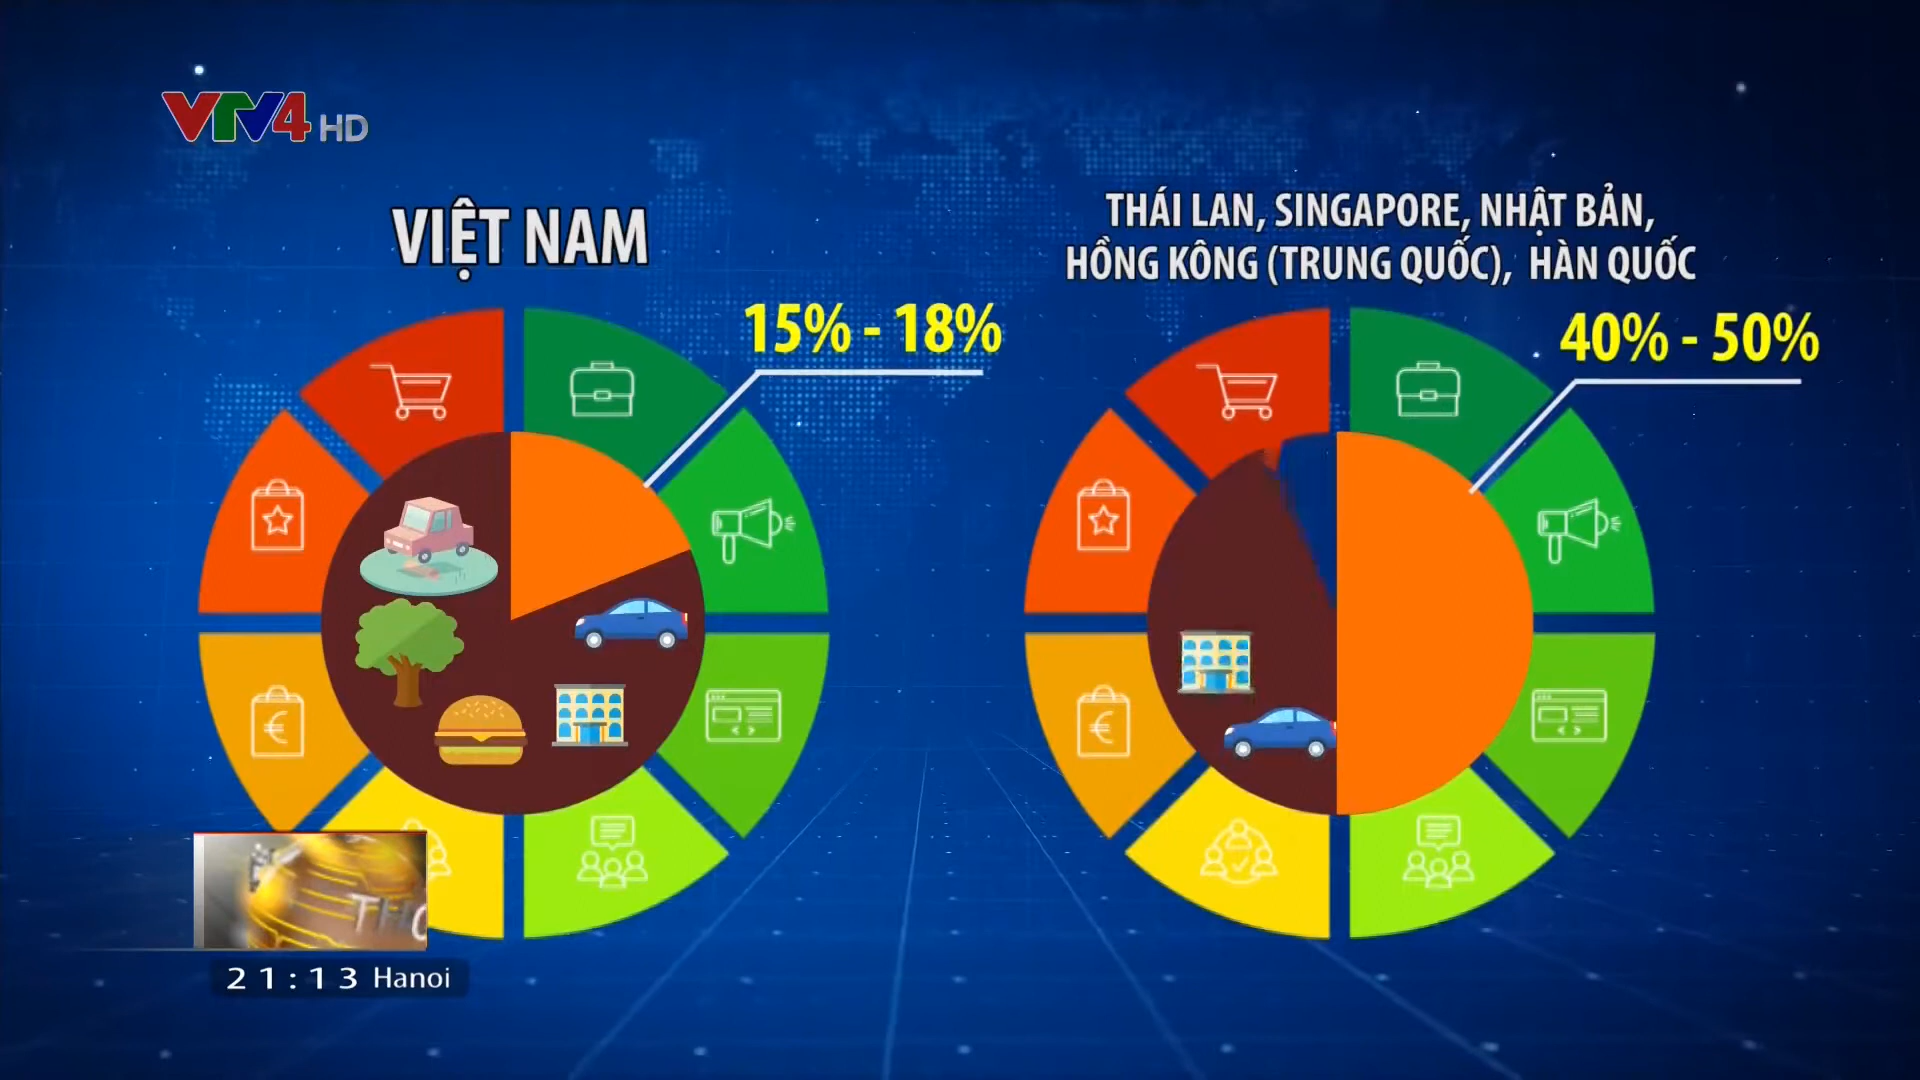 VTV4 HD
VIỆT NAM
15% - 18%
THÁI LAN, SINGAPORE, NHẬT BẢN,
HỒNG KÔNG (TRUNG QUỐC), HÀN QUỐC
40% - 50%
21:13 Hanoi